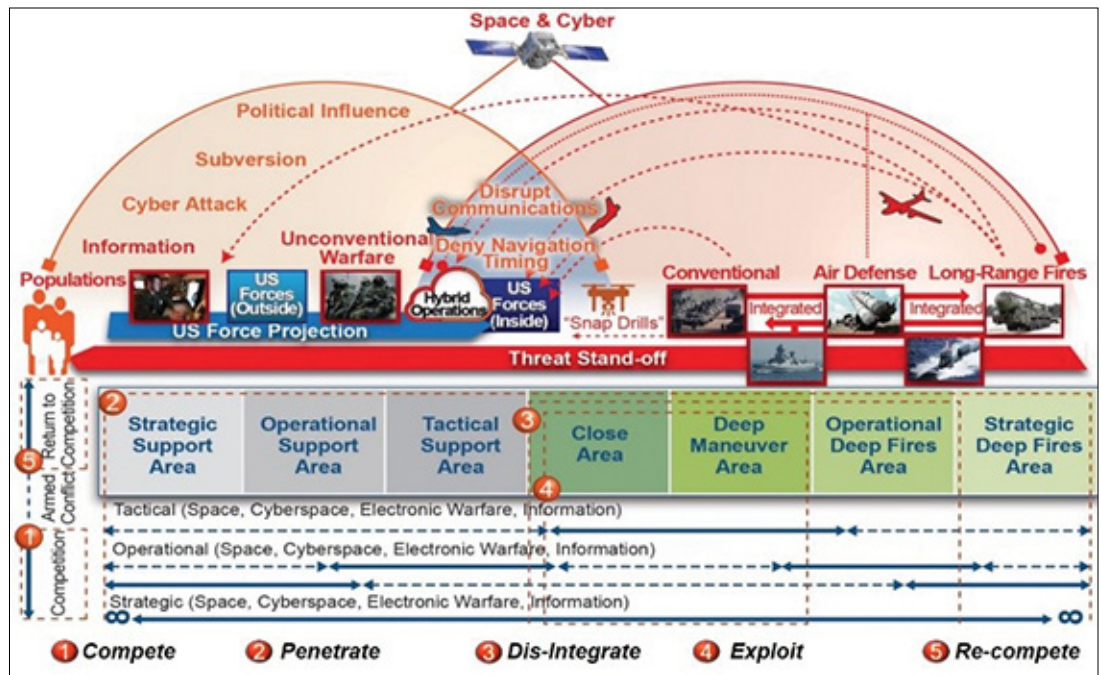 Space & Cyber
Political Influence
Subversion
Cyber Attack
Disrupt
Communications
Deny Navigation
Timing
Information
Unconventional
Warfare
Populations
US
Forces
(Outside)
Hybrid
Operations
US
Forces
(Inside)
"Snap Drills"
Conventional
Air Defense
Long-Range Fires
Integrated
Integrated
US Force Projection
Threat Stand-off
Return to
Competition
Armed
Conflict
Competition
5
1
2
Strategic
Support
Area
Operational
Support
Area
Tactical
Support
Area
3
4
Close
Area
Deep
Maneuver
Area
Operational
Deep Fires
Area
Strategic
Deep Fires
Area
Tactical (Space, Cyberspace, Electronic Warfare, Information)
Operational (Space, Cyberspace, Electronic Warfare, Information)
Strategic (Space, Cyberspace, Electronic Warfare, Information)
∞ ∞
1 Compete 2 Penetrate 3 Dis-Integrate 4 Exploit 5 Re-compete